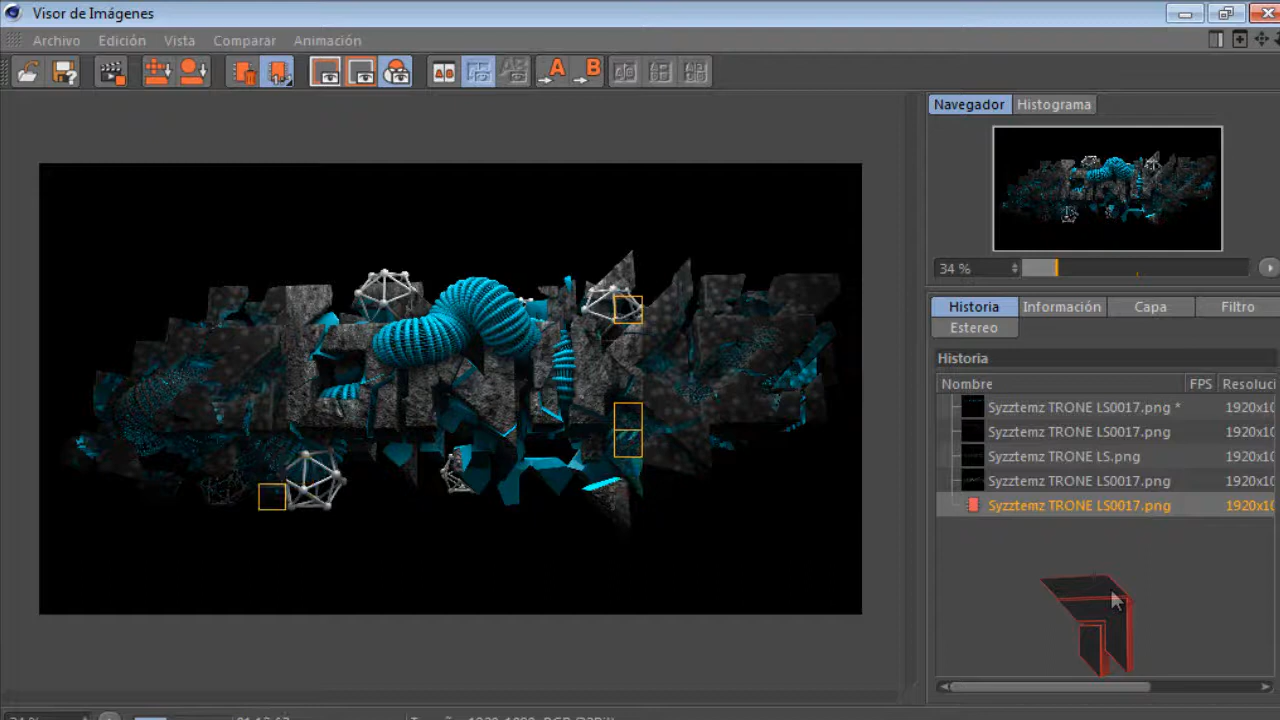 Visor de Imágenes
Archivo Edición Vista Comparar Animación
A B
Navegador Histograma
34 %
Historia Información Capa Filtro
Estereo
Historia
Nombre FPS Resoluci
Syzztemz TRONE LS0017.png * 1920x10
Syzztemz TRONE LS0017.png 1920x10
Syzztemz TRONE LS.png 1920x10
Syzztemz TRONE LS0017.png 1920x10
Syzztemz TRONE LS0017.png 1920x10